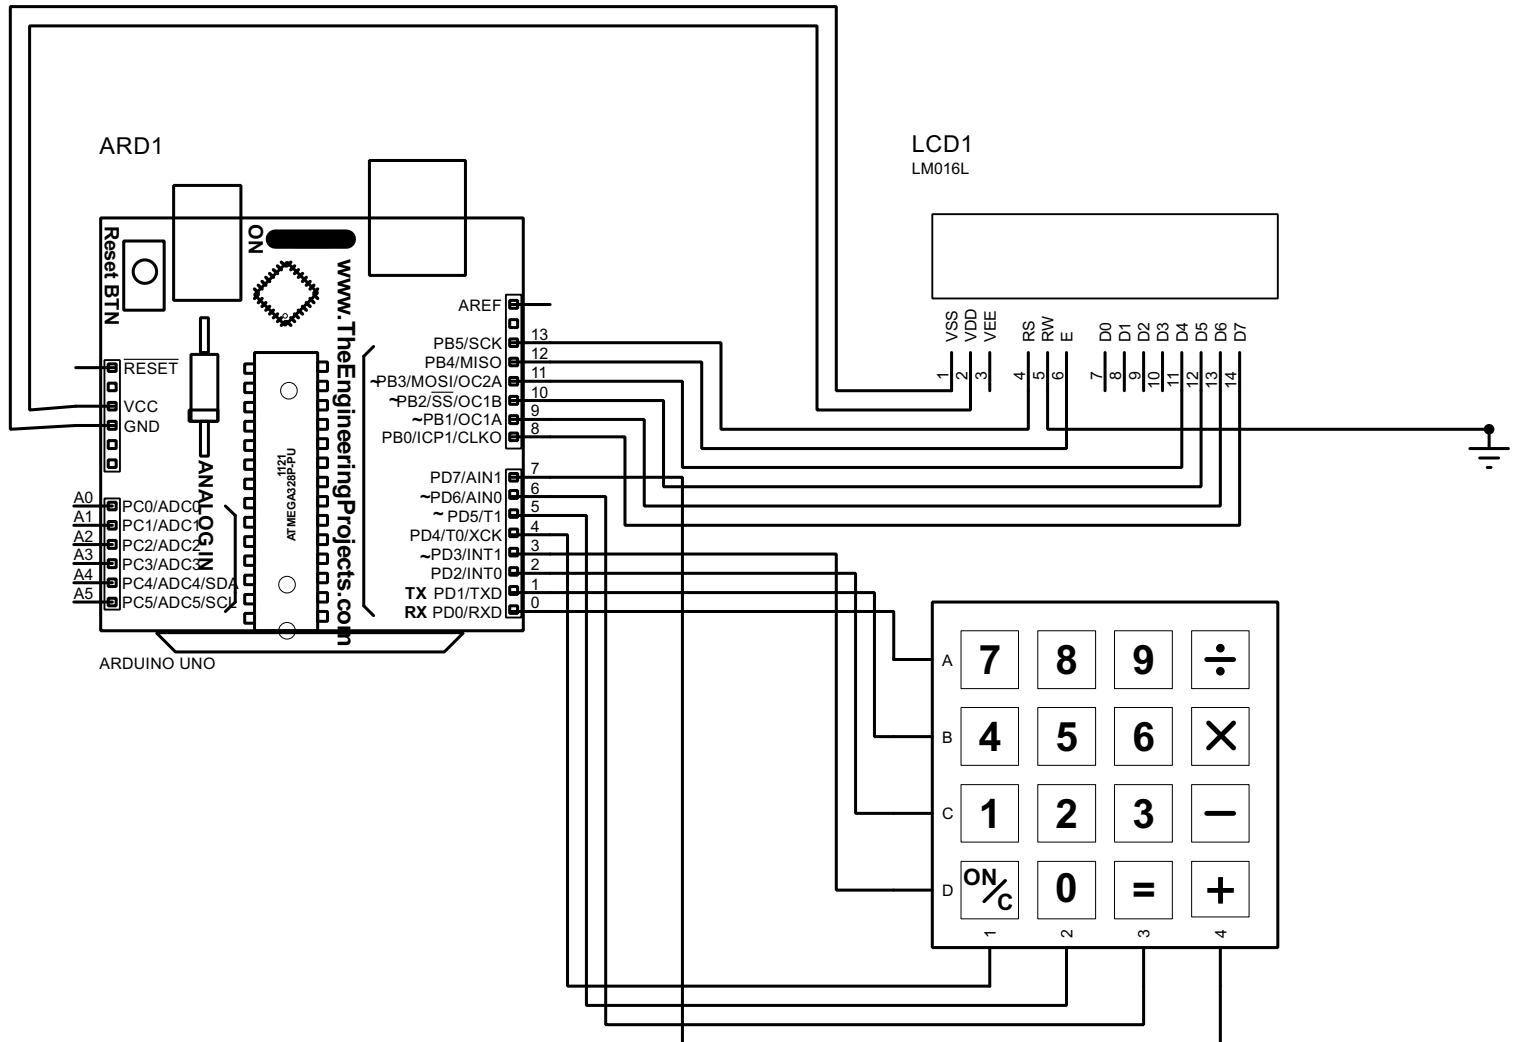 ARD1
LCD1
LM016L
Reset BTN
ON
www.TheEngineeringProjects.com
1121
ATMEGA328P-PU
ANALOG IN
RESET
VCC
GND
A0 PC0/ADC0
A1 PC1/ADC1
A2 PC2/ADC2
A3 PC3/ADC3
A4 PC4/ADC4/SDA
A5 PC5/ADC5/SCL
AREF
PB5/SCK 13
PB4/MISO 12
~PB3/MOSI/OC2A 11
~PB2/SS/OC1B 10
~PB1/OC1A 9
PB0/ICP1/CLKO 8
PD7/AIN1 7
~PD6/AIN0 6
~ PD5/T1 5
PD4/T0/XCK 4
~PD3/INT1 3
PD2/INT0 2
TX PD1/TXD 1
RX PD0/RXD 0
ARDUINO UNO
VSS VDD VEE RS RW E D0 D1 D2 D3 D4 D5 D6 D7
1 2 3 4 5 6 7 8 9 10 11 12 13 14
A 7 8 9 ÷
B 4 5 6 ×
C 1 2 3 −
D ON/C 0 = +
1 2 3 4